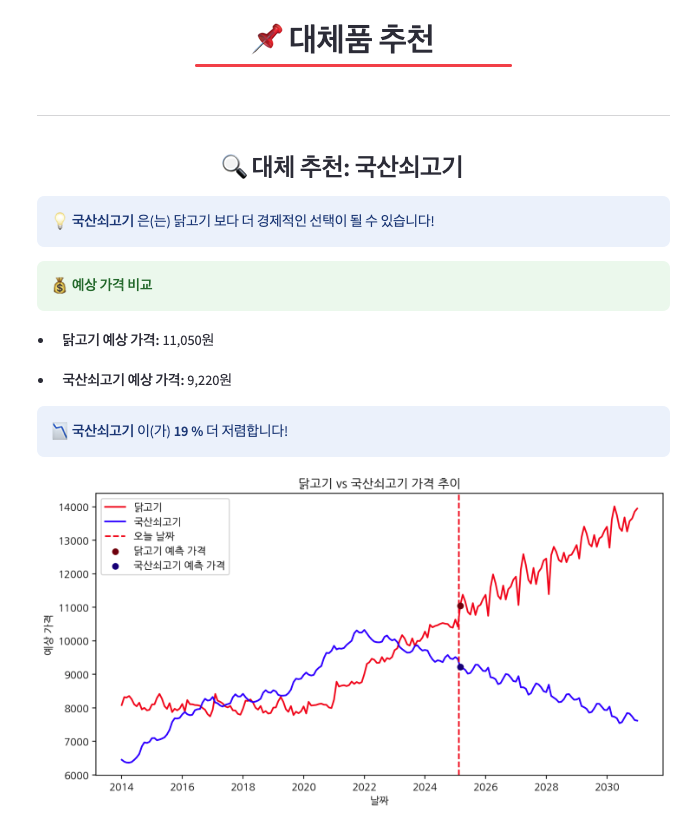 📌 대체품 추천
🔍 대체 추천: 국산쇠고기
💡 국산쇠고기 은(는) 닭고기 보다 더 경제적인 선택이 될 수 있습니다!
💰 예상 가격 비교
• 닭고기 예상 가격: 11,050원
• 국산쇠고기 예상 가격: 9,220원
📉 국산쇠고기 이(가) 19 % 더 저렴합니다!
닭고기 vs 국산쇠고기 가격 추이
닭고기
국산쇠고기
오늘 날짜
닭고기 예측 가격
국산쇠고기 예측 가격
예상 가격
14000
13000
12000
11000
10000
9000
8000
7000
6000
2014 2016 2018 2020 2022 2024 2026 2028 2030
날짜